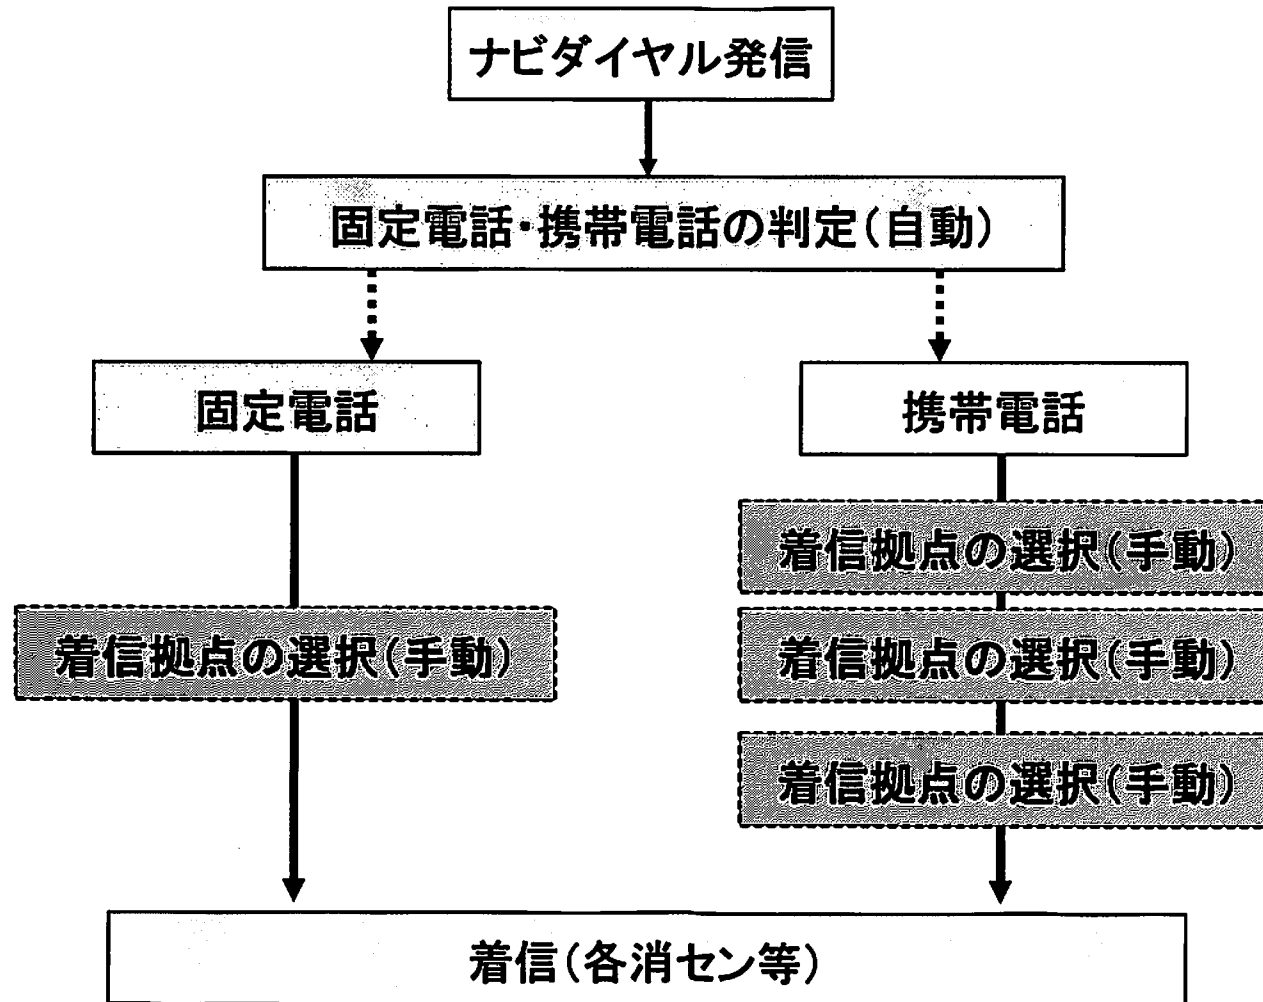 ナビダイヤル発信
固定電話・携帯電話の判定(自動)
固定電話
携帯電話
着信拠点の選択(手動)
着信拠点の選択(手動)
着信拠点の選択(手動)
着信拠点の選択(手動)
着信(各消セン等)